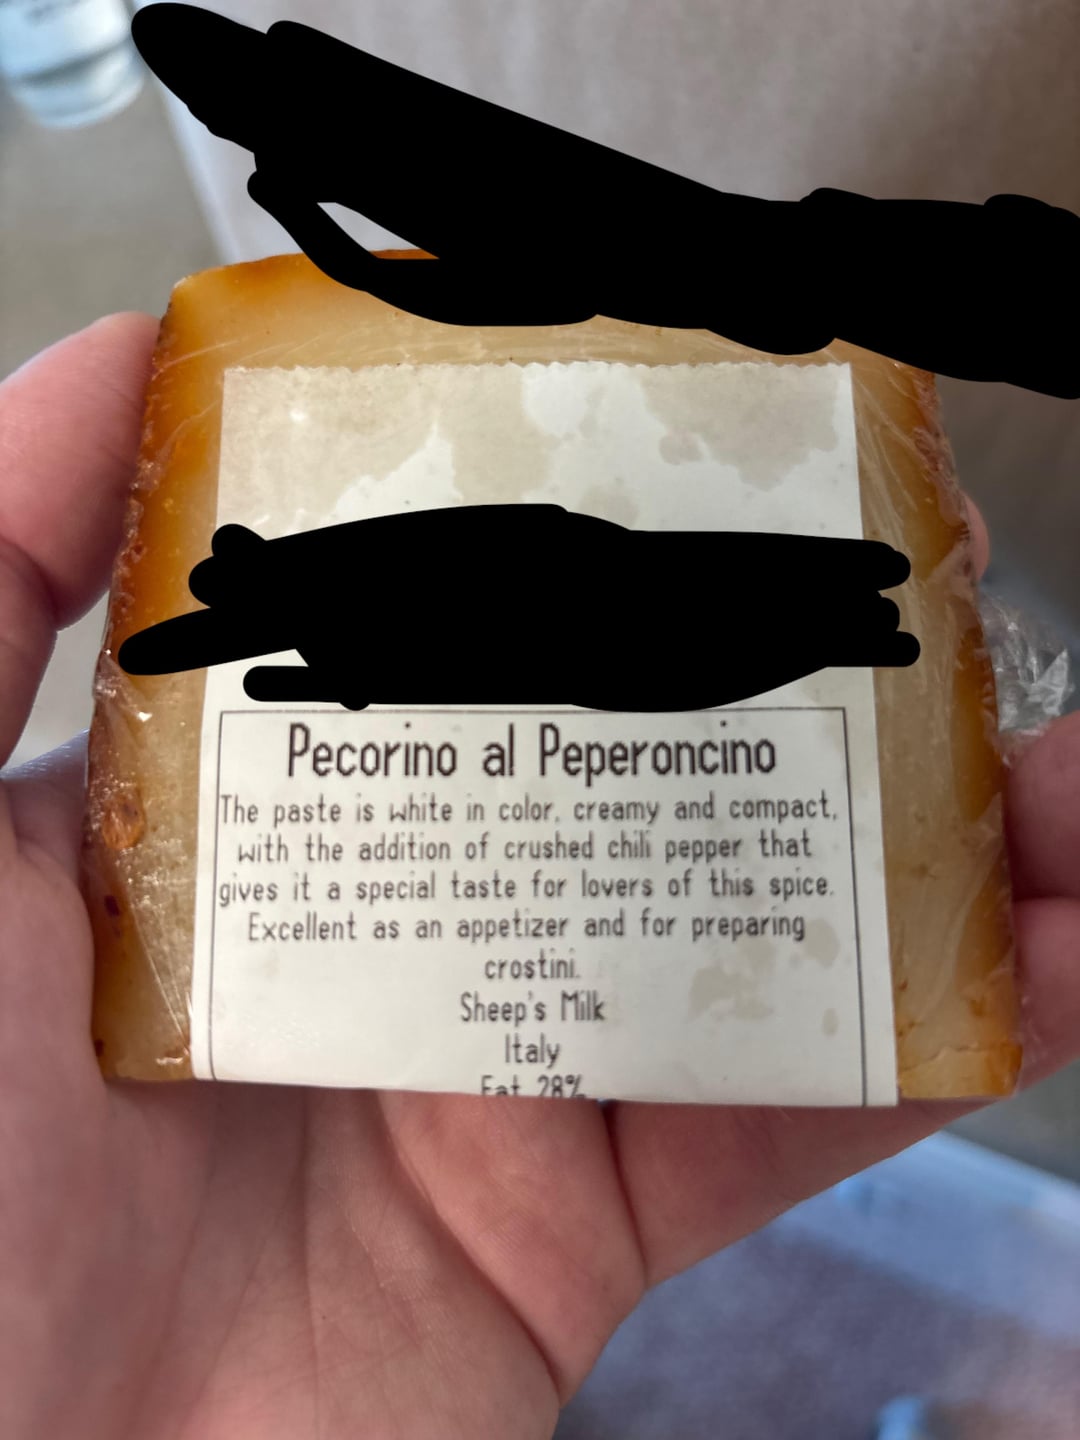 Pecorino al Peperoncino
The paste is white in color, creamy and compact,
with the addition of crushed chili pepper that
gives it a special taste for lovers of this spice.
Excellent as an appetizer and for preparing
crostini.
Sheep's Milk
Italy
Fat 28%